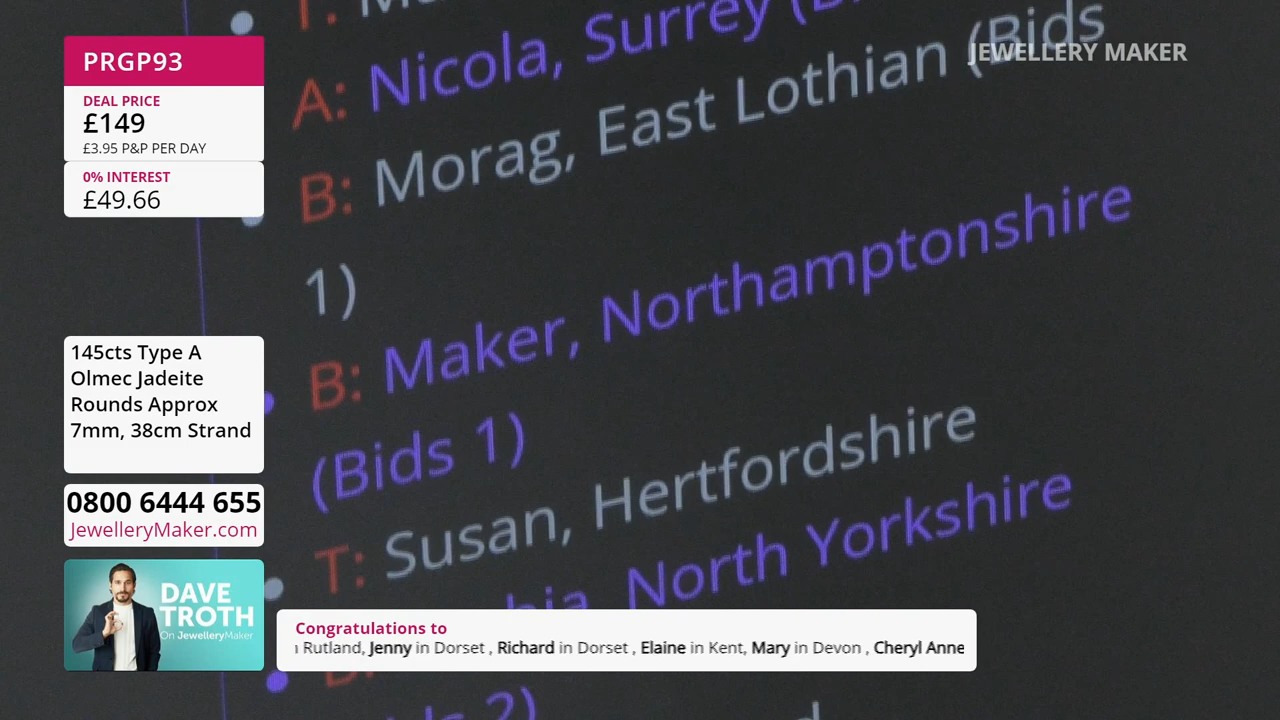 PRGP93
DEAL PRICE
£149
£3.95 P&P PER DAY
0% INTEREST
£49.66
145cts Type A
Olmec Jadeite
Rounds Approx
7mm, 38cm Strand
0800 6444 655
JewelleryMaker.com
DAVE
TROTH
On JewelleryMaker
JEWELLERY MAKER
A: Nicola, Surrey
B: Morag, East Lothian (Bids
1)
B: Maker, Northamptonshire
(Bids 1)
T: Susan, Hertfordshire
North Yorkshire
2)
Congratulations to
Rutland, Jenny in Dorset , Richard in Dorset , Elaine in Kent, Mary in Devon , Cheryl Anne